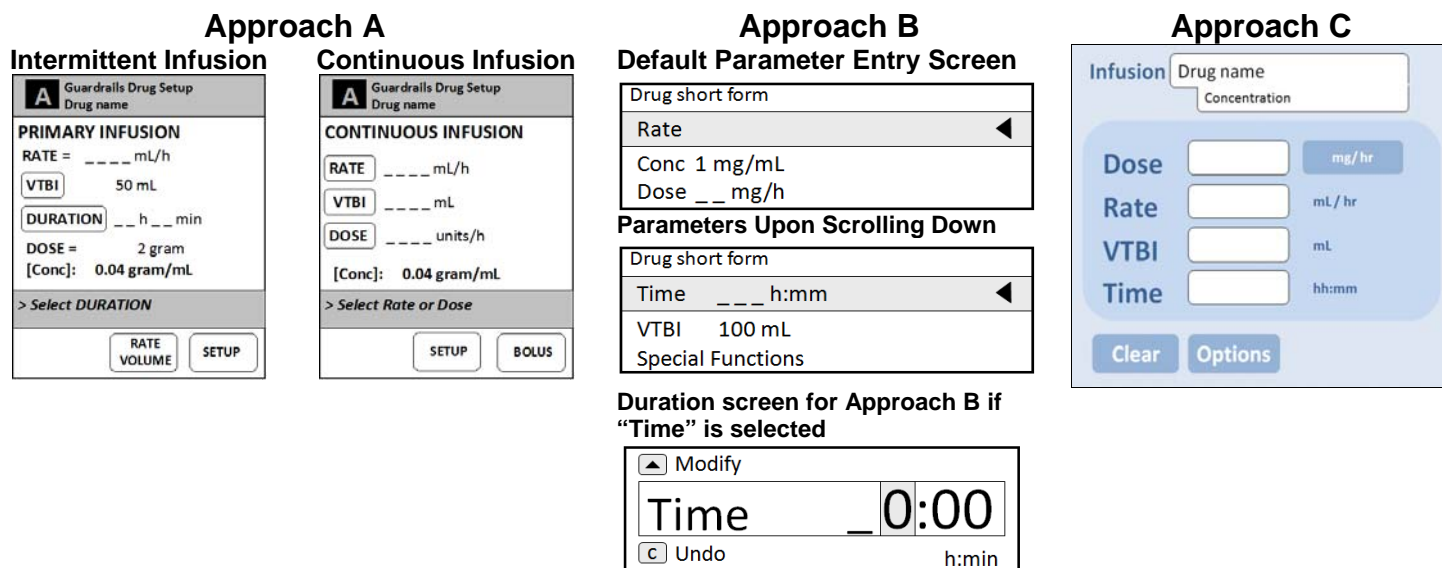 Approach A
Intermittent Infusion
A
Guardrails Drug Setup
Drug name
PRIMARY INFUSION
RATE = _ _ _ _ mL/h
VTBI 50 mL
DURATION _ _ h _ _ min
DOSE = 2 gram
[Conc]: 0.04 gram/mL
> Select DURATION
RATE
VOLUME
SETUP
Continuous Infusion
A
Guardrails Drug Setup
Drug name
CONTINUOUS INFUSION
RATE _ _ _ _ mL/h
VTBI _ _ _ _ mL
DOSE _ _ _ _ units/h
[Conc]: 0.04 gram/mL
> Select Rate or Dose
SETUP BOLUS
Approach B
Default Parameter Entry Screen
Drug short form
Rate
Conc 1 mg/mL
Dose _ _ mg/h
Parameters Upon Scrolling Down
Drug short form
Time _ _ _ h:mm
VTBI 100 mL
Special Functions
Duration screen for Approach B if
“Time” is selected
Modify
Time _ 0:00
C Undo h:min
Approach C
Infusion Drug name
Concentration
Dose mg/hr
Rate mL/hr
VTBI mL
Time hh:mm
Clear Options